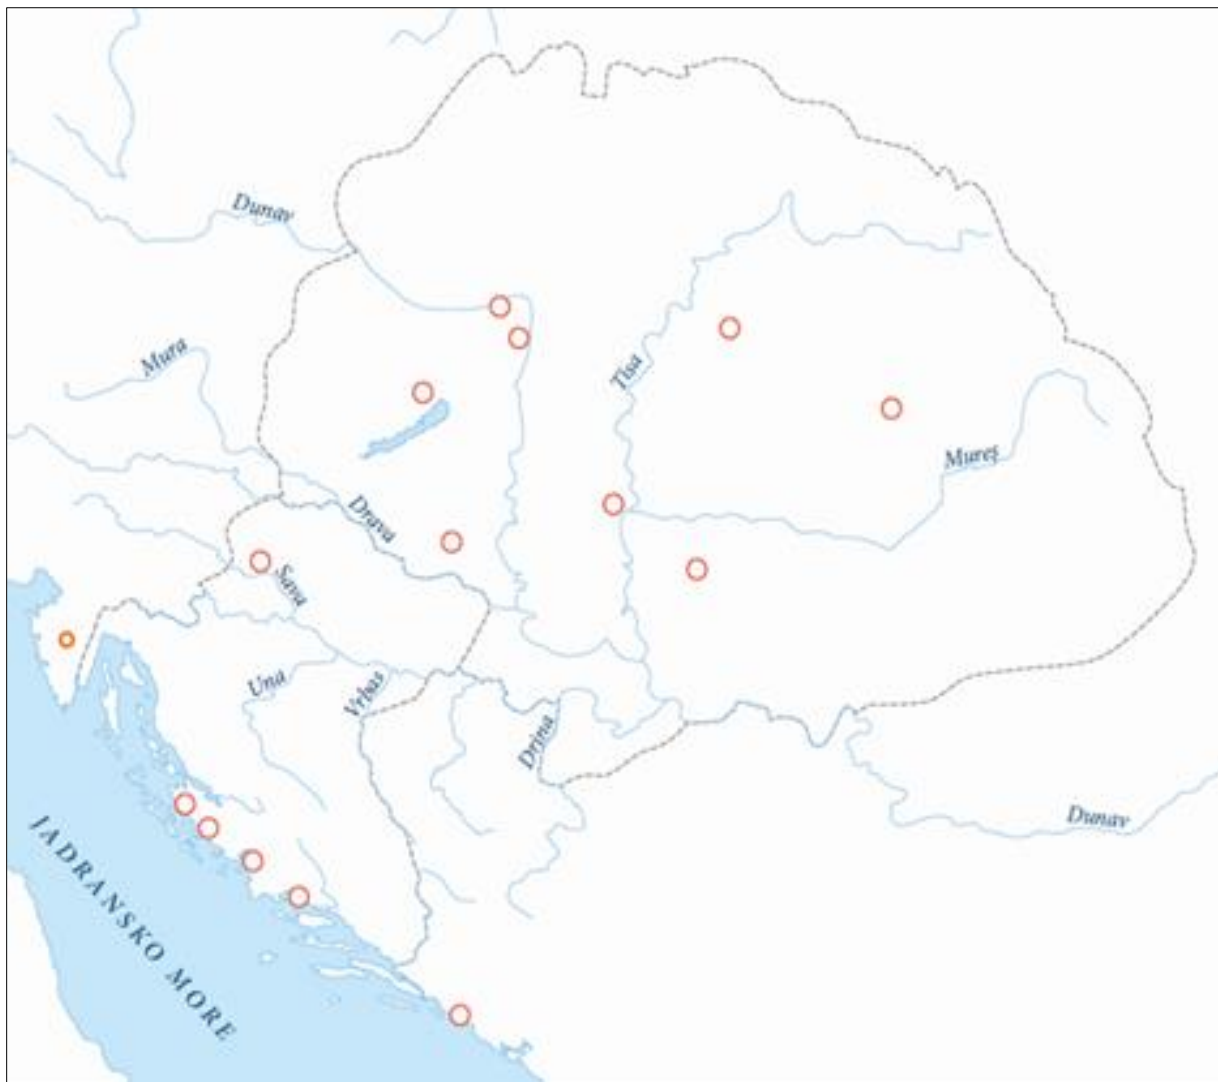 Dunav
Mura
Tisa
Mureș
Drava
Sava
Una
Vrbas
Drina
Dunav
JADRANSKO MORE